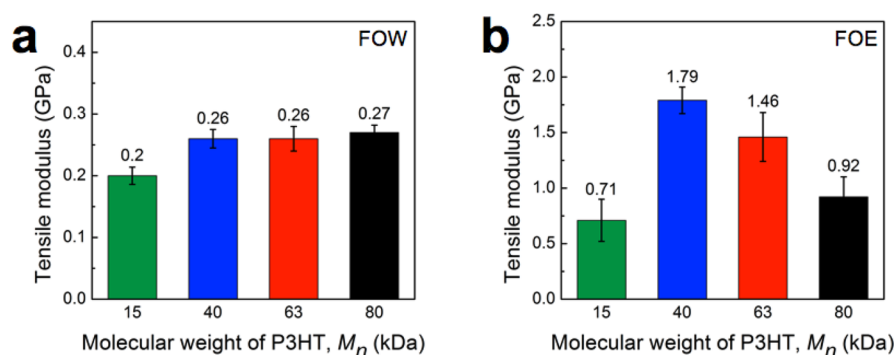 a
FOW
Tensile modulus (GPa)
0.4
0.3
0.2
0.1
0.0
0.2
0.26
0.26
0.27
15 40 63 80
Molecular weight of P3HT, Mn (kDa)
b
FOE
Tensile modulus (GPa)
2.5
2.0
1.5
1.0
0.5
0.0
0.71
1.79
1.46
0.92
15 40 63 80
Molecular weight of P3HT, Mn (kDa)